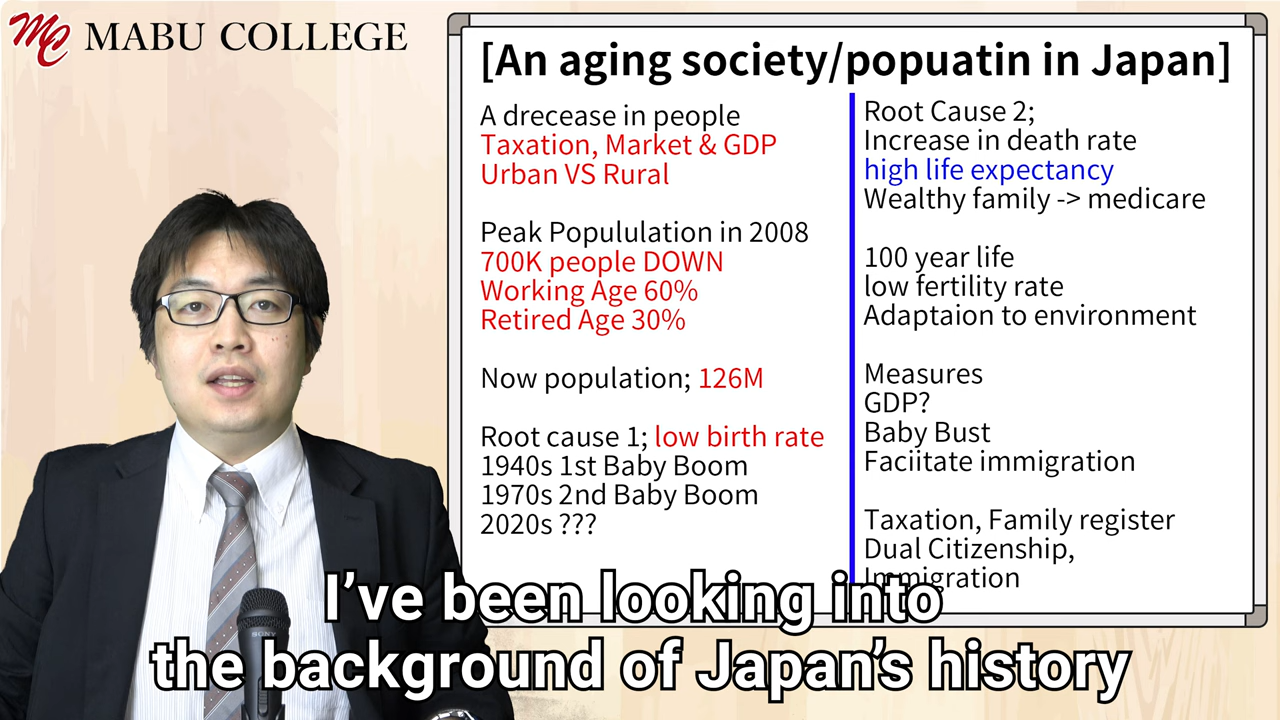 MC MABU COLLEGE
[An aging society/popuatin in Japan]
A drecease in people
Taxation, Market & GDP
Urban VS Rural
Peak Popululation in 2008
700K people DOWN
Working Age 60%
Retired Age 30%
Now population; 126M
Root cause 1; low birth rate
1940s 1st Baby Boom
1970s 2nd Baby Boom
2020s ???
Root Cause 2;
Increase in death rate
high life expectancy
Wealthy family -> medicare
100 year life
low fertility rate
Adaptaion to environment
Measures
GDP?
Baby Bust
Faciitate immigration
Taxation, Family register
Dual Citizenship,
Immigration
I've been looking into
the background of Japan's history
SONY